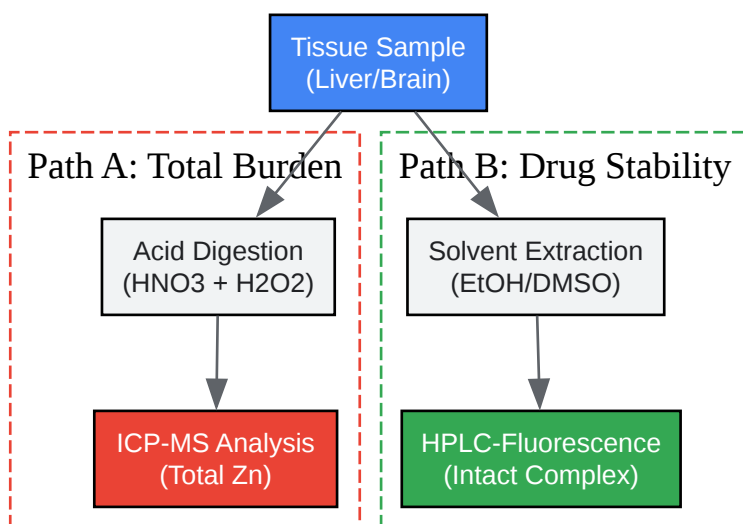 Tissue Sample
(Liver/Brain)
Path A: Total Burden
Acid Digestion
(HNO3 + H2O2)
ICP-MS Analysis
(Total Zn)
Path B: Drug Stability
Solvent Extraction
(EtOH/DMSO)
HPLC-Fluorescence
(Intact Complex)